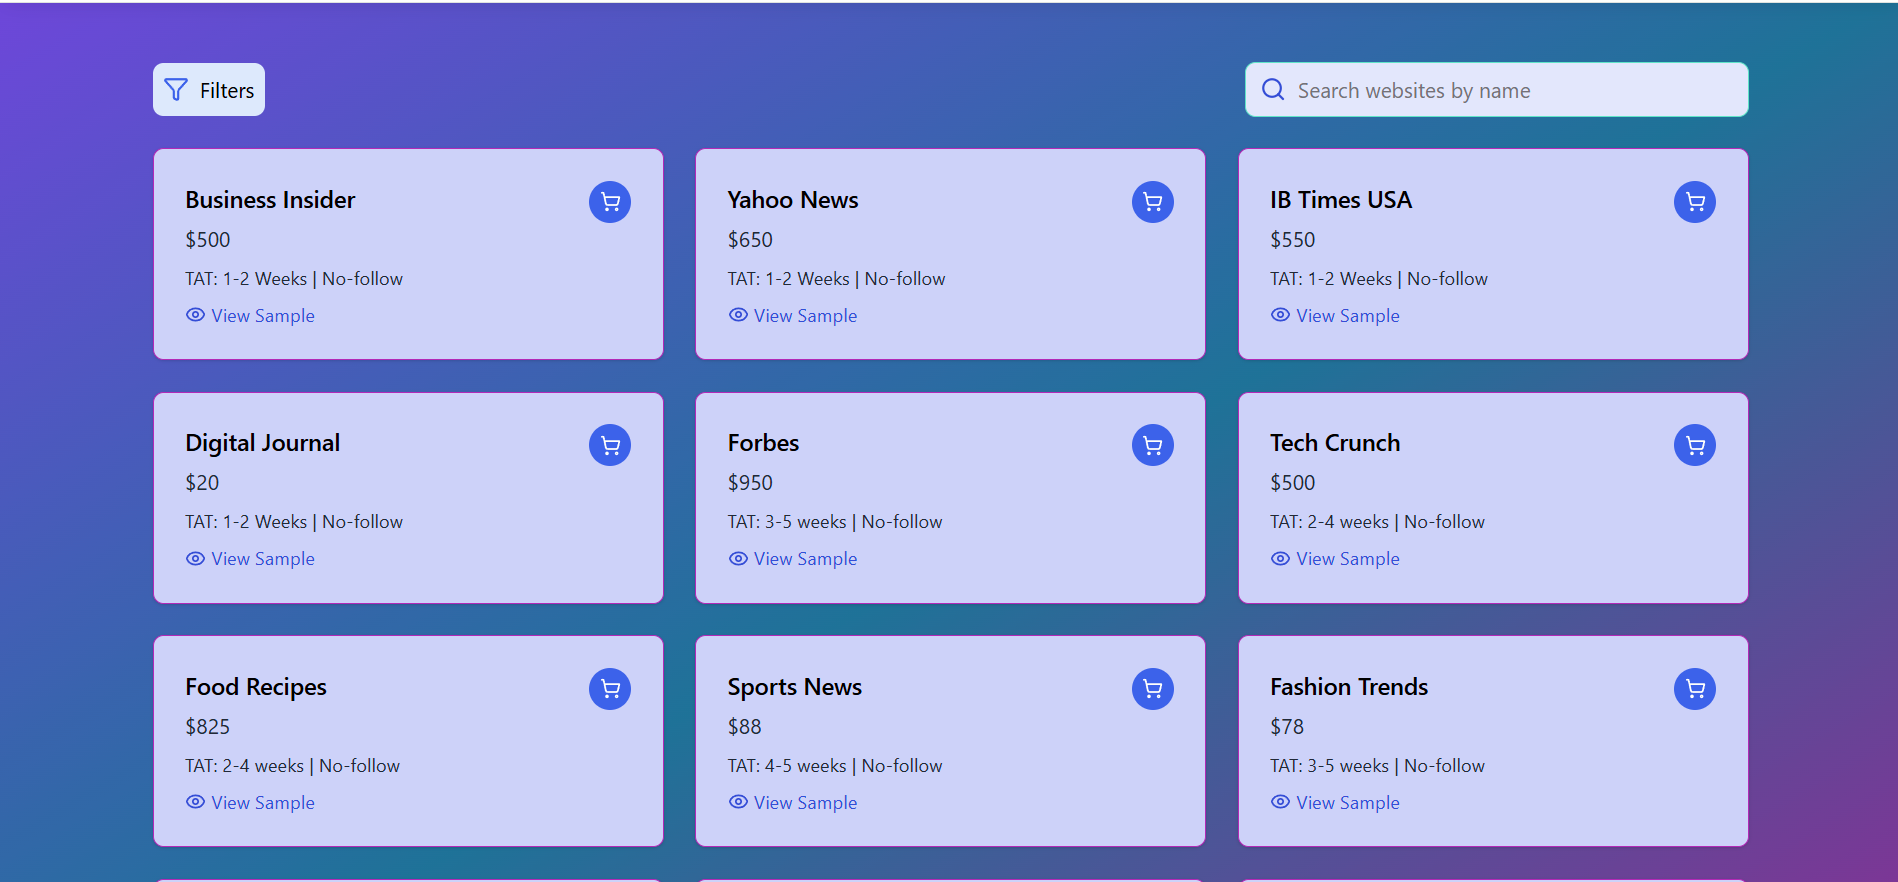 Filters
Search websites by name
Business Insider
$500
TAT: 1-2 Weeks | No-follow
View Sample
Yahoo News
$650
TAT: 1-2 Weeks | No-follow
View Sample
IB Times USA
$550
TAT: 1-2 Weeks | No-follow
View Sample
Digital Journal
$20
TAT: 1-2 Weeks | No-follow
View Sample
Forbes
$950
TAT: 3-5 weeks | No-follow
View Sample
Tech Crunch
$500
TAT: 2-4 weeks | No-follow
View Sample
Food Recipes
$825
TAT: 2-4 weeks | No-follow
View Sample
Sports News
$88
TAT: 4-5 weeks | No-follow
View Sample
Fashion Trends
$78
TAT: 3-5 weeks | No-follow
View Sample